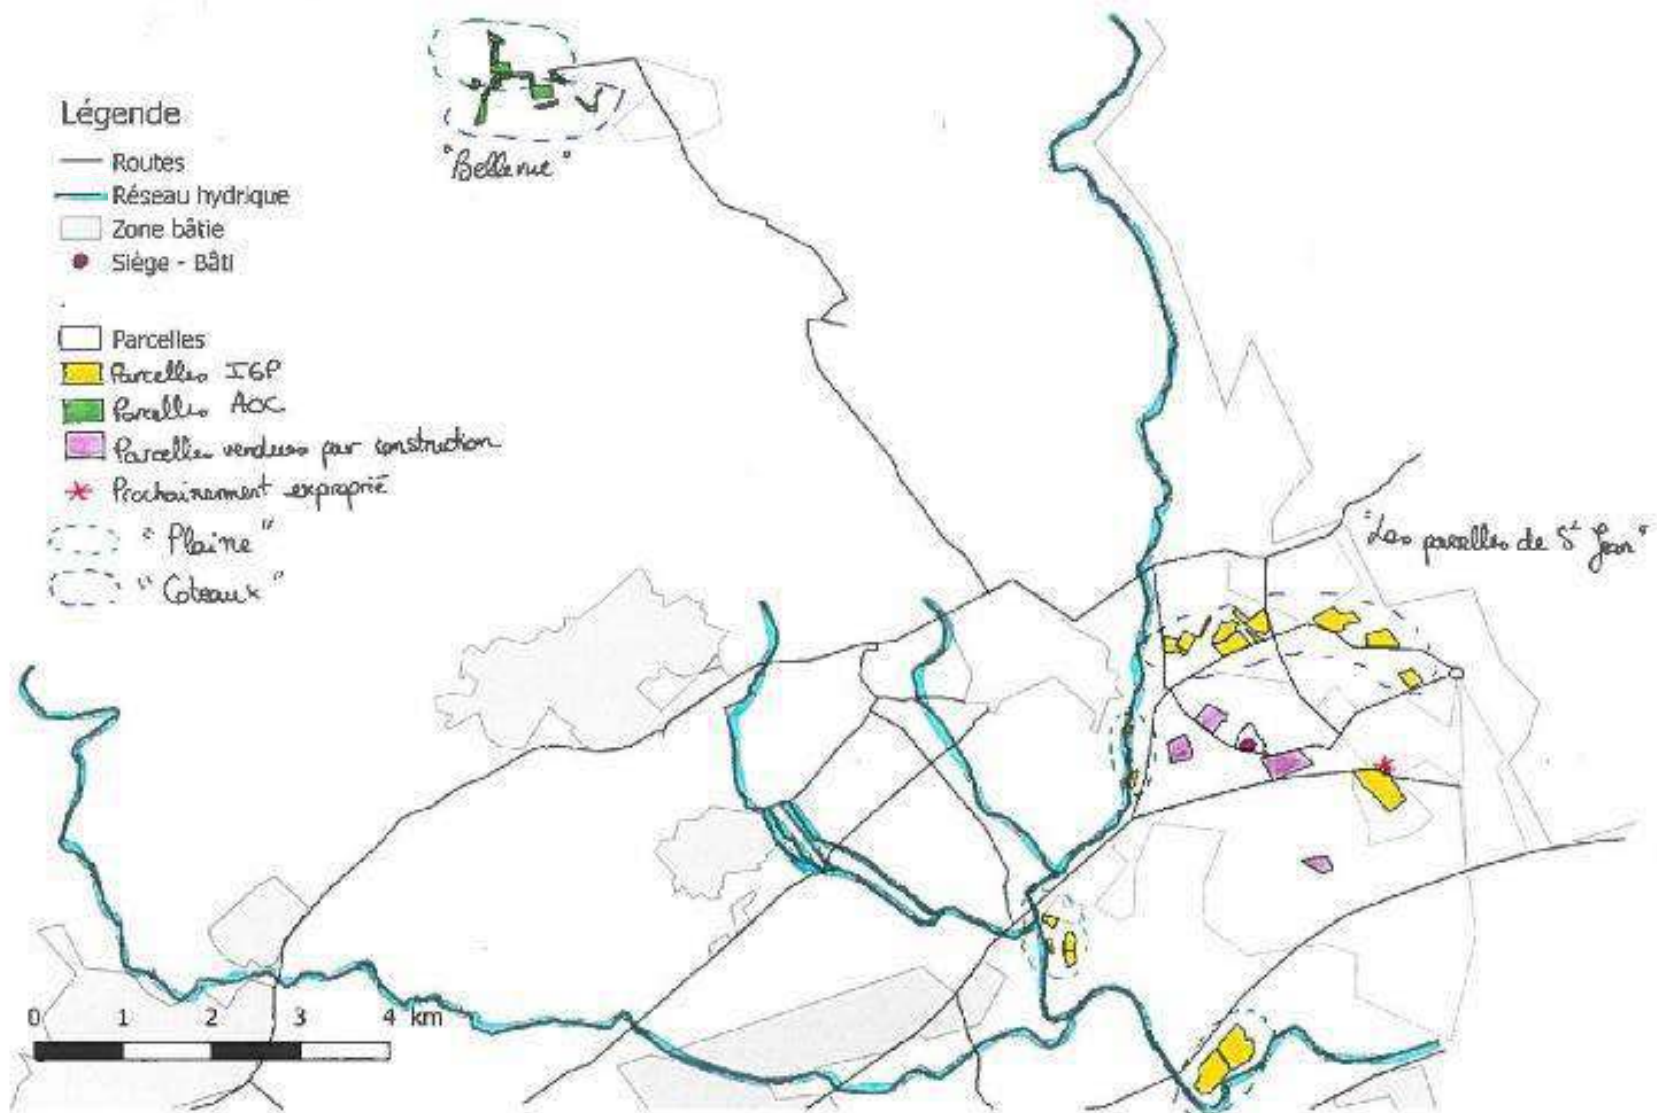 Légende
Routes
Réseau hydrique
Zone bâtie
Siège - Bâti
Parcelles
Parcelles IGP
Parcelles AOC
Parcelles vendues par construction
* Prochainement exproprié
"Plaine"
"Coteaux"
"Bellevue"
"Les parcelles de St Jean"
0 1 2 3 4 km